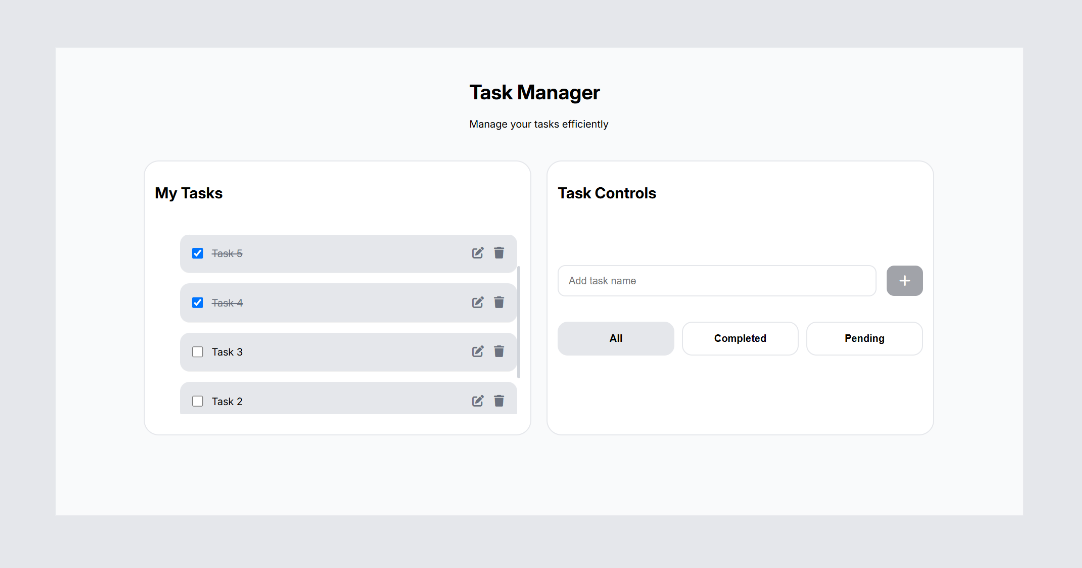 Task Manager
Manage your tasks efficiently
My Tasks
Task 5
Task 4
Task 3
Task 2
Task Controls
Add task name
All
Completed
Pending